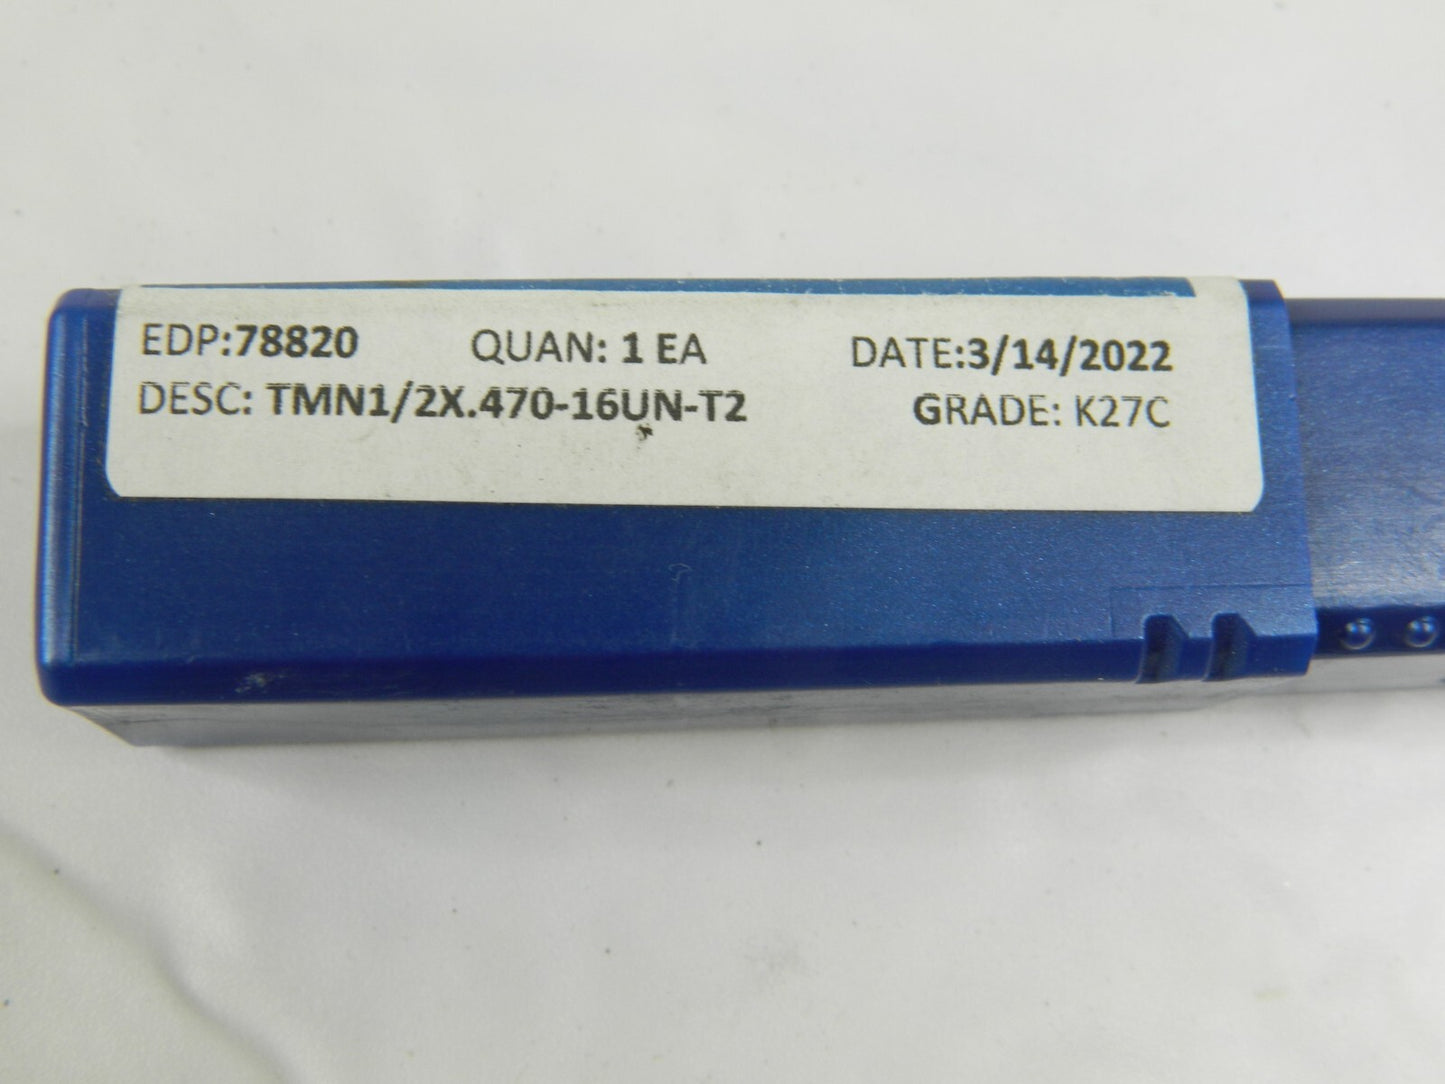 EDP:78820 QUAN: 1 EA DATE:3/14/2022
DESC: TMN1/2X.470-16UN-T2 GRADE: K27C